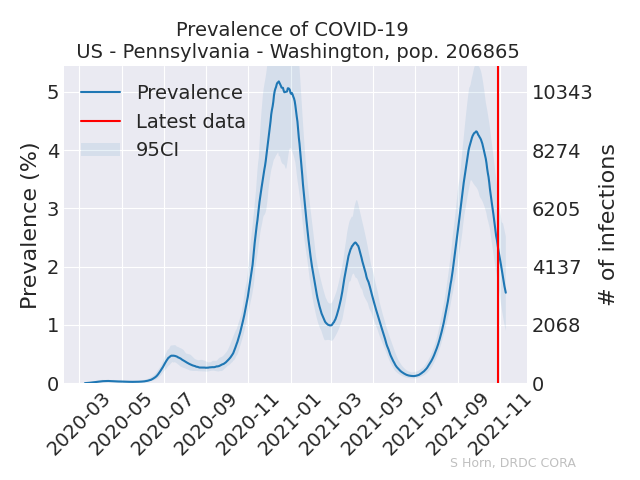 Prevalence of COVID-19
US - Pennsylvania - Washington, pop. 206865
Prevalence
Latest data
95CI
Prevalence (%)
5
4
3
2
1
0
10343
8274
6205
4137
2068
0
# of infections
2020-03
2020-05
2020-07
2020-09
2020-11
2021-01
2021-03
2021-05
2021-07
2021-09
2021-11
S Horn, DRDC CORA